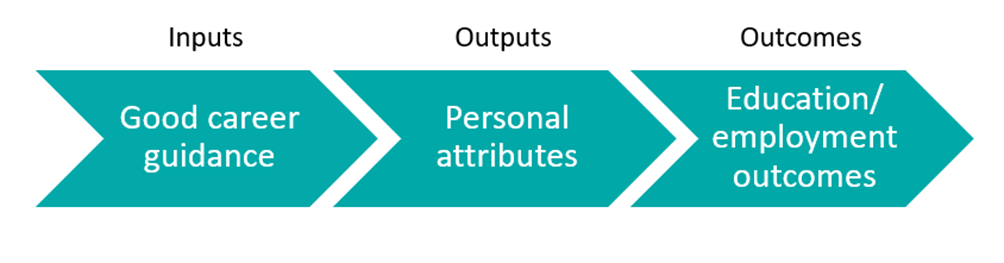 Inputs
Outputs
Outcomes
Good career
guidance
Personal
attributes
Education/
employment
outcomes